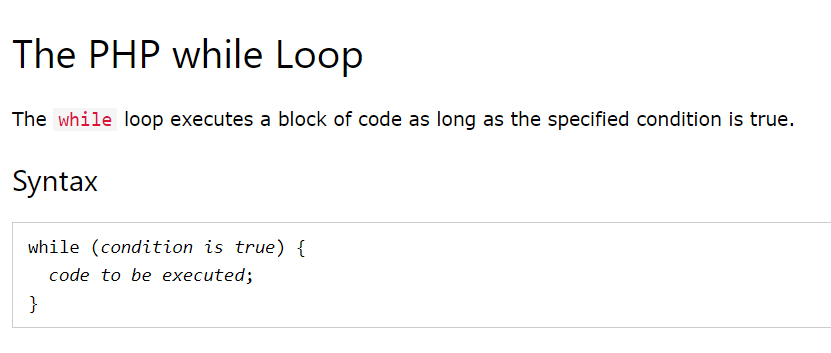 The PHP while Loop
The while loop executes a block of code as long as the specified condition is true.
Syntax
while (condition is true) {
  code to be executed;
}